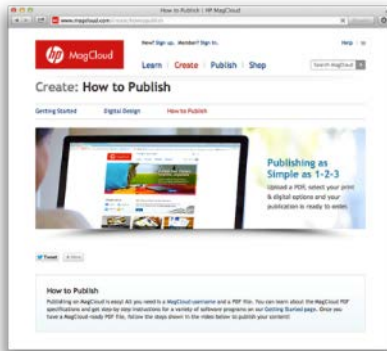 How to Publish | HP MagCloud
www.magcloud.com/create/howtopublish
New? Sign up. Member? Sign in.
Help
hp MagCloud
Learn | Create | Publish | Shop
Search MagCloud
Create: How to Publish
Getting Started
Digital Design
How to Publish
Publishing as
Simple as 1-2-3
Upload a PDF, select your print
& digital options and your
publication is ready to order.
Tweet
How to Publish
Publishing on MagCloud is easy! All you need is a MagCloud username and a PDF file. You can learn about the MagCloud PDF
specifications and get step by step instructions for a variety of software programs on our Getting Started page. Once you
have a MagCloud-ready PDF file, follow the steps shown in the video below to publish your content!